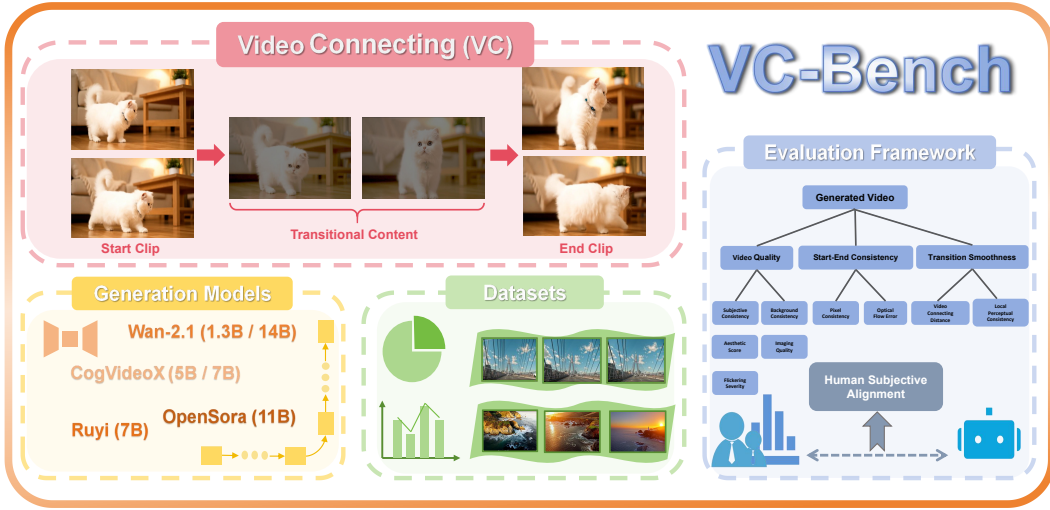 Video Connecting (VC)
Start Clip
Transitional Content
End Clip
VC-Bench
Generation Models
Wan-2.1 (1.3B / 14B)
CogVideoX (5B / 7B)
OpenSora (11B)
Ruyi (7B)
Datasets
Evaluation Framework
Generated Video
Video Quality
Start-End Consistency
Transition Smoothness
Subjective
Consistency
Background
Consistency
Pixel
Consistency
Optical
Flow Error
Video
Connecting
Distance
Local
Perceptual
Consistency
Aesthetic
Score
Imaging
Quality
Flickering
Severity
Human Subjective
Alignment